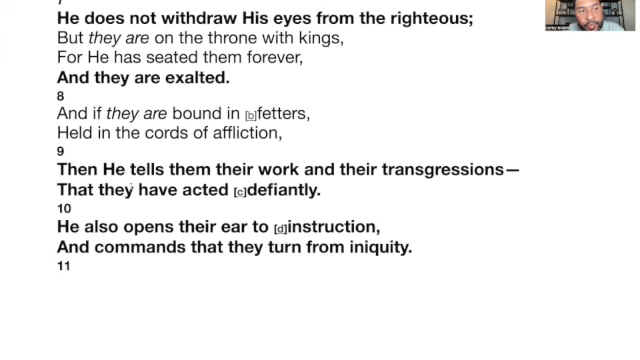 7
He does not withdraw His eyes from the righteous;
But they are on the throne with kings,
For He has seated them forever,
And they are exalted.
8
And if they are bound in [b]fetters,
Held in the cords of affliction,
9
Then He tells them their work and their transgressions—
That they have acted [c]defiantly.
10
He also opens their ear to [d]instruction,
And commands that they turn from iniquity.
11